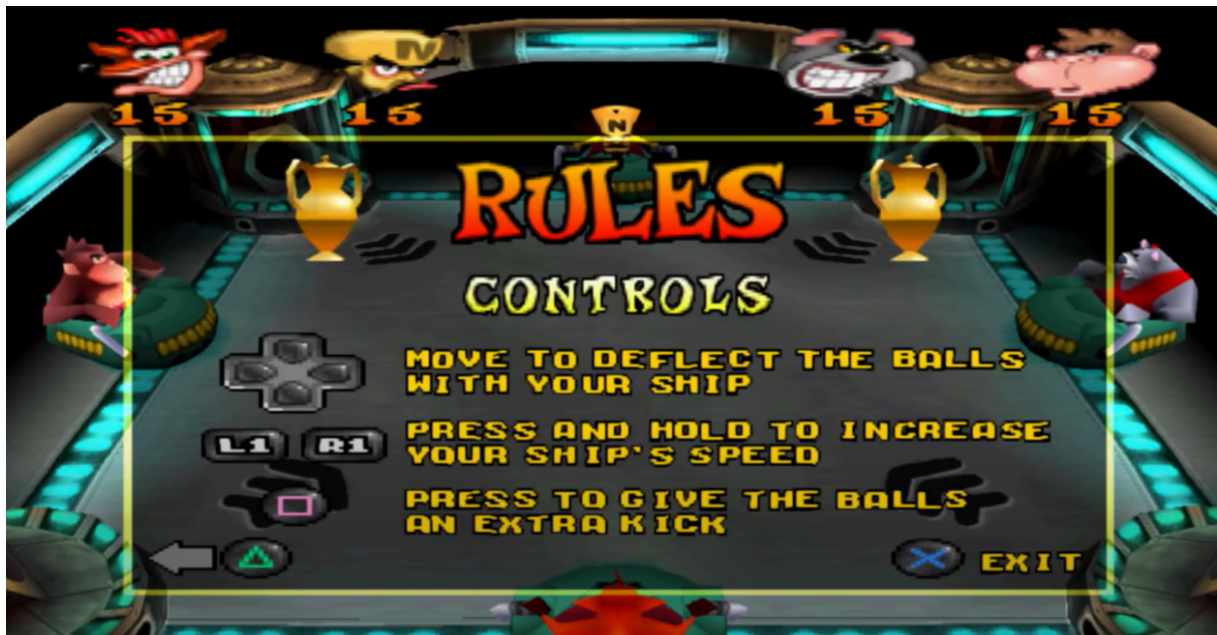 15 15 15 15
N
RULES
CONTROLS
MOVE TO DEFLECT THE BALLS
WITH YOUR SHIP
L1 R1 PRESS AND HOLD TO INCREASE
YOUR SHIP'S SPEED
PRESS TO GIVE THE BALLS
AN EXTRA KICK
EXIT